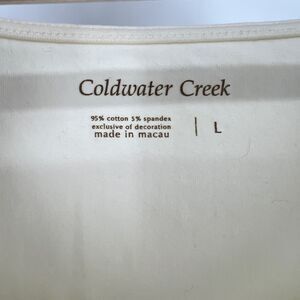 Coldwater Creek
95% cotton 5% spandex
exclusive of decoration
made in macau
L